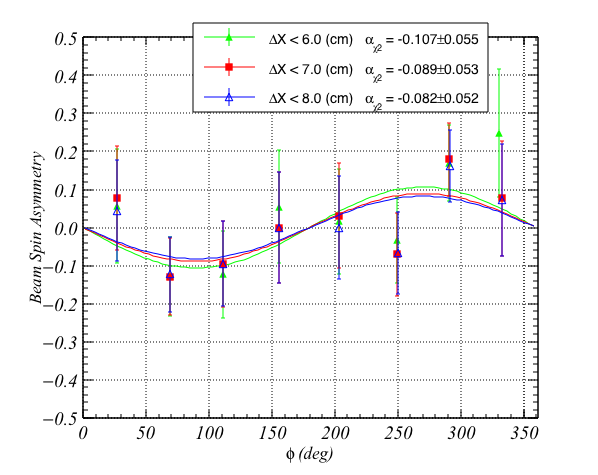 ΔX < 6.0 (cm) α_χ2 = -0.107±0.055
ΔX < 7.0 (cm) α_χ2 = -0.089±0.053
ΔX < 8.0 (cm) α_χ2 = -0.082±0.052
Beam Spin Asymmetry
0.5
0.4
0.3
0.2
0.1
0.0
−0.1
−0.2
−0.3
−0.4
−0.5
0 50 100 150 200 250 300 350
ϕ (deg)